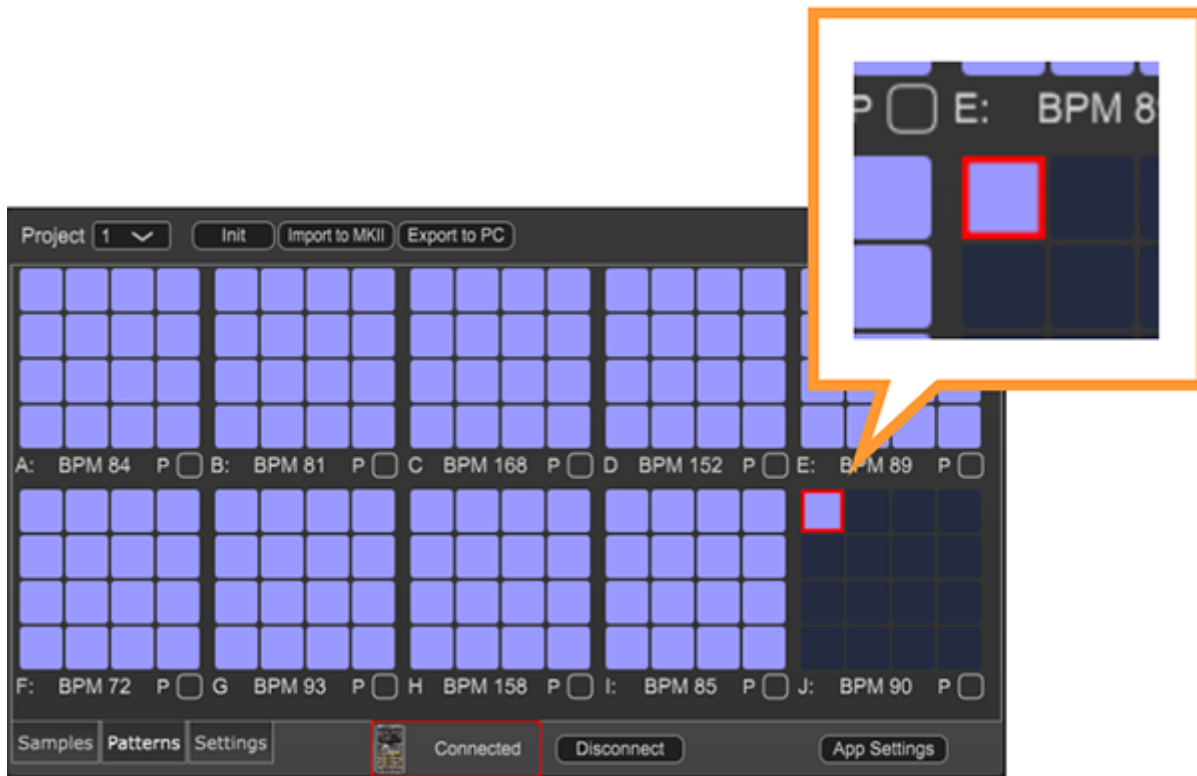 P E: BPM 8
Project 1 Init Import to MKII Export to PC
A: BPM 84 P B: BPM 81 P C BPM 168 P D BPM 152 P E: BPM 89 P
F: BPM 72 P G BPM 93 P H BPM 158 P I: BPM 85 P J: BPM 90 P
Samples Patterns Settings Connected Disconnect App Settings